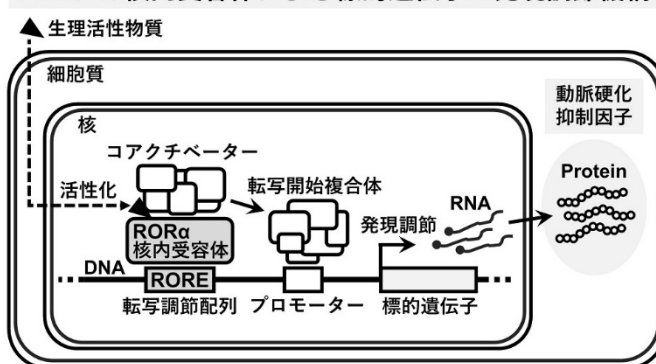 生理活性物質
細胞質
核
コアクチベーター
活性化
転写開始複合体
RORα
核内受容体
発現調節
RNA
動脈硬化
抑制因子
Protein
DNA
RORE
転写調節配列
プロモーター
標的遺伝子